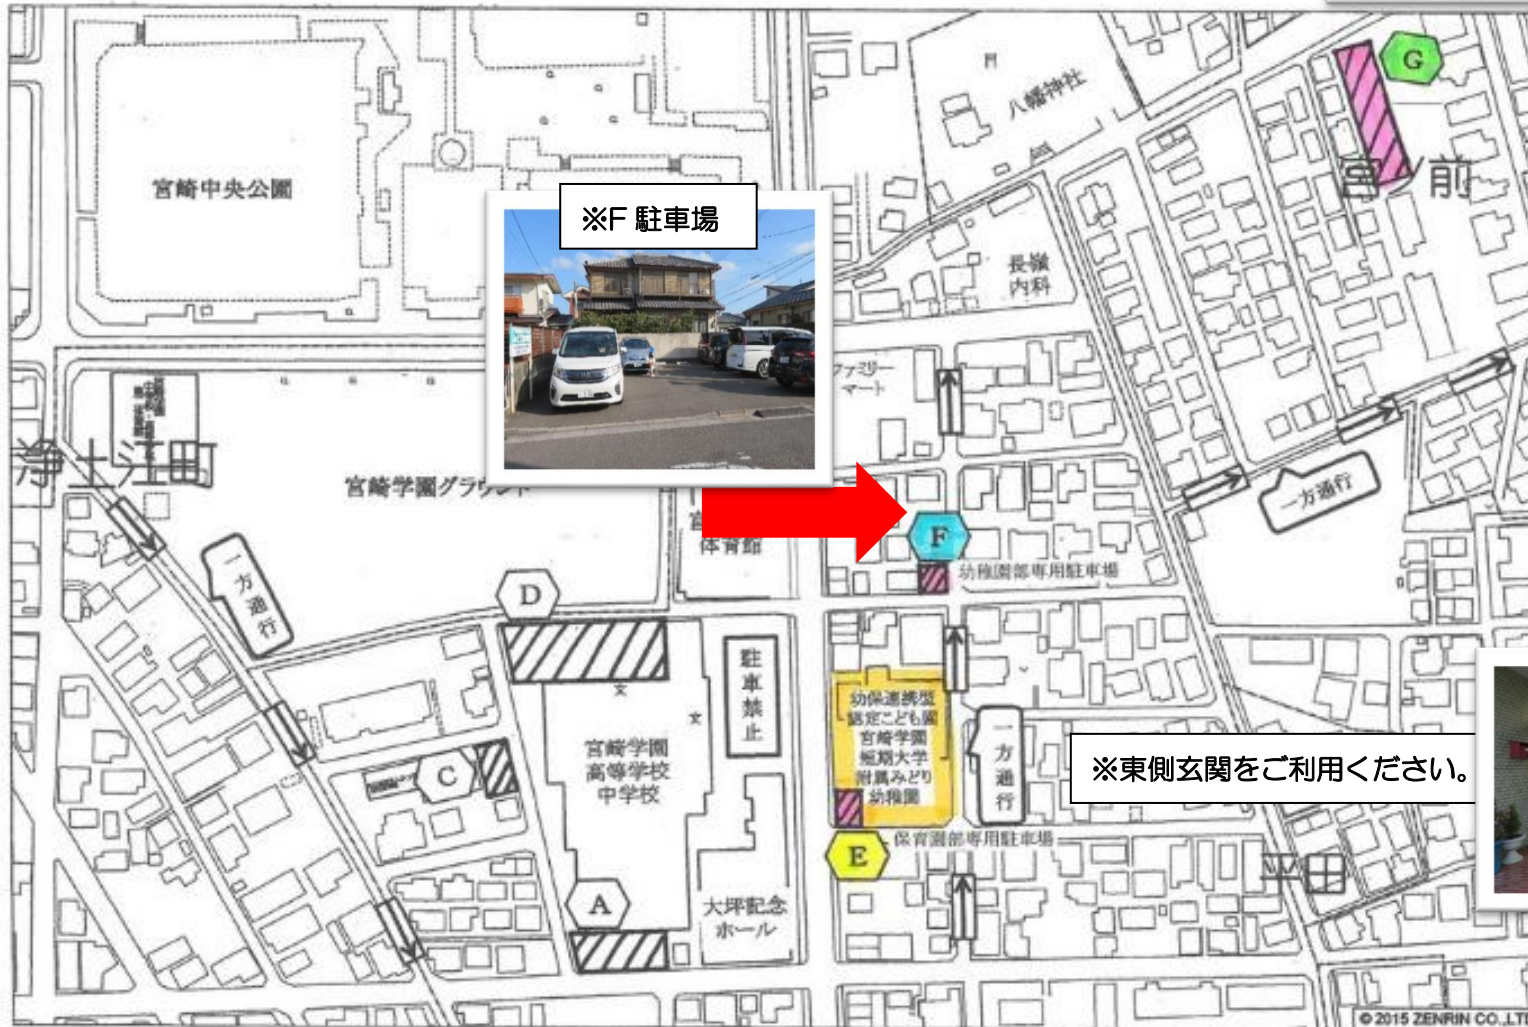 G
八幡神社
宮崎中央公園
前
※F 駐車場
長嶺
内科
ファミリー
マート
浄土江町
宮崎学園グラウンド
一方通行
体育館
F
幼稚園部専用駐車場
一方通行
D
駐車禁止
幼保連携型
認定こども園
宮崎学園
短期大学
附属みどり
幼稚園
一方通行
※東側玄関をご利用ください。
宮崎学園
高等学校
中学校
C
E
保育園部専用駐車場
A
大坪記念
ホール
© 2015 ZENRIN CO.,LT